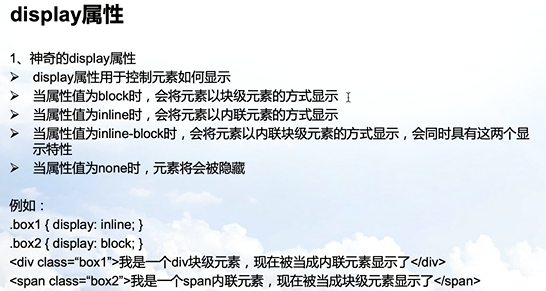 display属性
1、神奇的display属性
➢ display属性用于控制元素如何显示
➢ 当属性值为block时，会将元素以块级元素的方式显示
➢ 当属性值为inline时，会将元素以内联元素的方式显示
➢ 当属性值为inline-block时，会将元素以内联块级元素的方式显示，会同时具有这两个显
示特性
➢ 当属性值为none时，元素将会被隐藏
例如：
.box1 { display: inline; }
.box2 { display: block; }
<div class=“box1”>我是一个div块级元素，现在被当成内联元素显示了</div>
<span class=“box2”>我是一个span内联元素，现在被当成块级元素显示了</span>